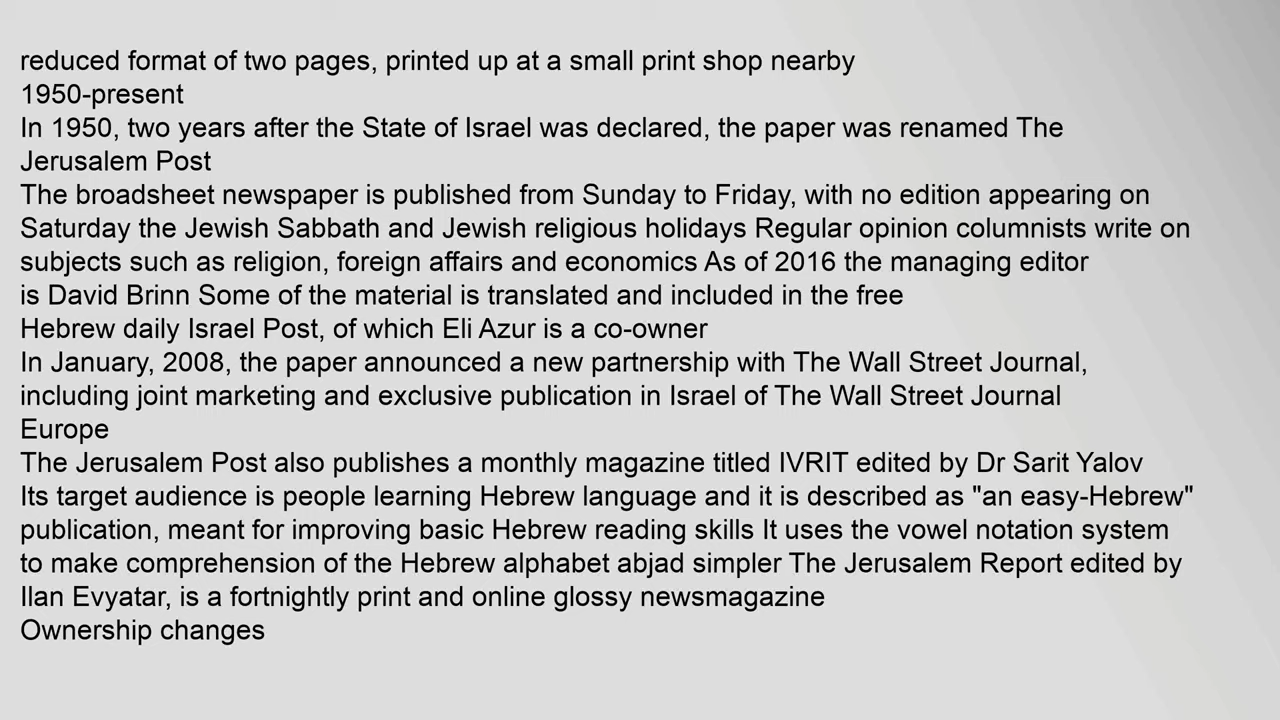 reduced format of two pages, printed up at a small print shop nearby
1950-present
In 1950, two years after the State of Israel was declared, the paper was renamed The
Jerusalem Post
The broadsheet newspaper is published from Sunday to Friday, with no edition appearing on
Saturday the Jewish Sabbath and Jewish religious holidays Regular opinion columnists write on
subjects such as religion, foreign affairs and economics As of 2016 the managing editor
is David Brinn Some of the material is translated and included in the free
Hebrew daily Israel Post, of which Eli Azur is a co-owner
In January, 2008, the paper announced a new partnership with The Wall Street Journal,
including joint marketing and exclusive publication in Israel of The Wall Street Journal
Europe
The Jerusalem Post also publishes a monthly magazine titled IVRIT edited by Dr Sarit Yalov
Its target audience is people learning Hebrew language and it is described as "an easy-Hebrew"
publication, meant for improving basic Hebrew reading skills It uses the vowel notation system
to make comprehension of the Hebrew alphabet abjad simpler The Jerusalem Report edited by
Ilan Evyatar, is a fortnightly print and online glossy newsmagazine
Ownership changes